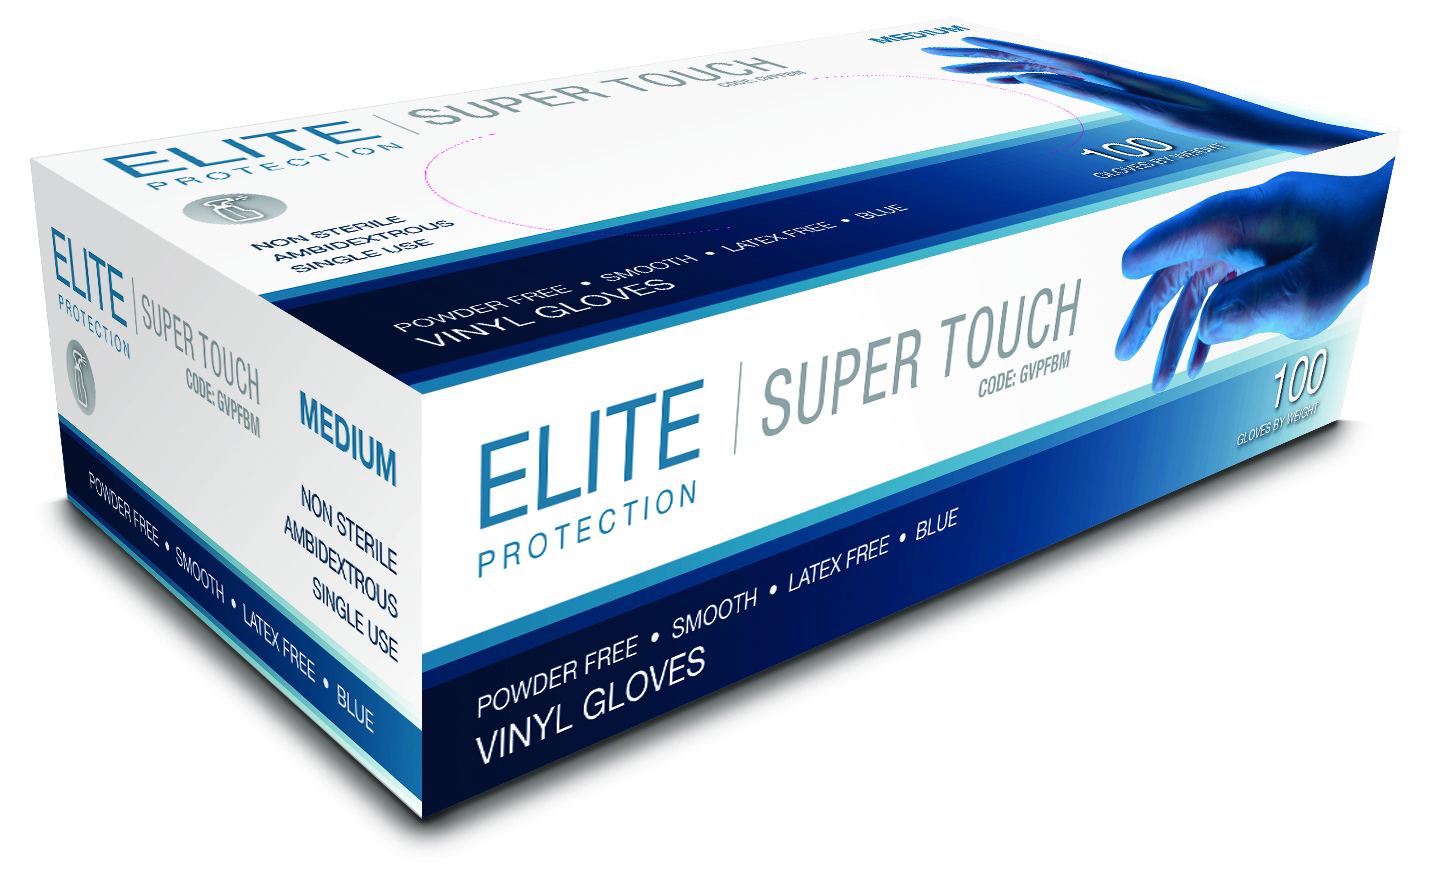 MEDIUM
ELITE
PROTECTION
SUPER TOUCH
CODE: GVPFBM
NON STERILE
AMBIDEXTROUS
SINGLE USE
100
GLOVES BY WEIGHT
POWDER FREE • SMOOTH • LATEX FREE • BLUE
VINYL GLOVES
ELITE
PROTECTION
SUPER TOUCH
CODE: GVPFBM
MEDIUM
NON STERILE
AMBIDEXTROUS
SINGLE USE
POWDER FREE • SMOOTH • LATEX FREE • BLUE
ELITE
PROTECTION
SUPER TOUCH
CODE: GVPFBM
100
GLOVES BY WEIGHT
POWDER FREE • SMOOTH • LATEX FREE • BLUE
VINYL GLOVES